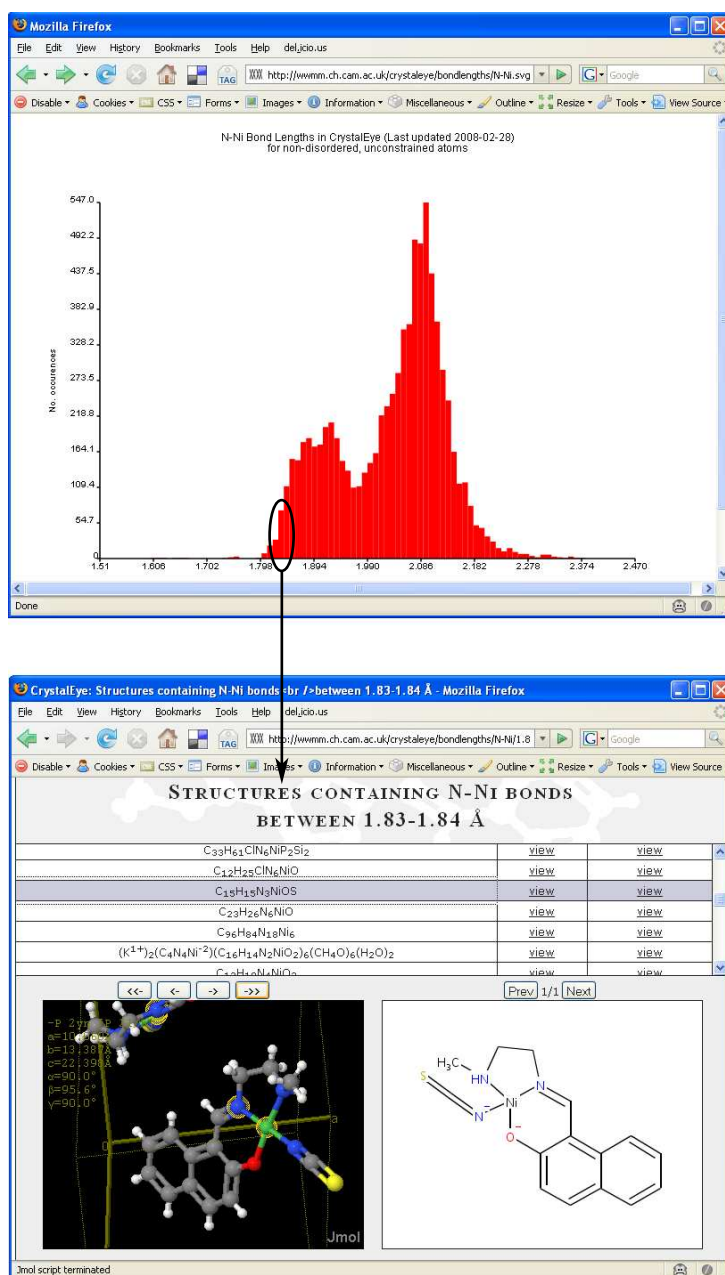 Mozilla Firefox
File Edit View History Bookmarks Tools Help del.icio.us
TAG http://wwmm.ch.cam.ac.uk/crystaleye/bondlengths/N-Ni.svg G Google
Disable Cookies CSS Forms Images Information Miscellaneous Outline Resize Tools View Source
N-Ni Bond Lengths in CrystalEye (Last updated 2008-02-28)
for non-disordered, unconstrained atoms
547.0
492.2
437.5
382.9
328.2
273.5
218.8
164.1
109.4
54.7
0
No. occurences
1.51 1.606 1.702 1.798 1.894 1.990 2.086 2.182 2.278 2.374 2.470
Done
CrystalEye: Structures containing N-Ni bonds<br />between 1.83-1.84 Å - Mozilla Firefox
File Edit View History Bookmarks Tools Help del.icio.us
TAG http://wwmm.ch.cam.ac.uk/crystaleye/bondlengths/N-Ni/1.8 G Google
Disable Cookies CSS Forms Images Information Miscellaneous Outline Resize Tools View Source
STRUCTURES CONTAINING N-NI BONDS
BETWEEN 1.83-1.84 Å
C33H61ClN6NiP2Si2 view view
C12H25ClN6NiO view view
C15H15N3NiOS view view
C23H26N6NiO view view
C96H84N18Ni6 view view
(K1+)2(C4N4Ni-2)(C16H14N2NiO2)6(CH4O)6(H2O)2 view view
<<- <- -> ->> Prev 1/1 Next
b=13.387Å
c=22.398Å
α=90.0°
β=95.6°
γ=90.0°
0
a
Jmol
H3C
HN
N
S
Ni
N-
O-
Jmol script terminated